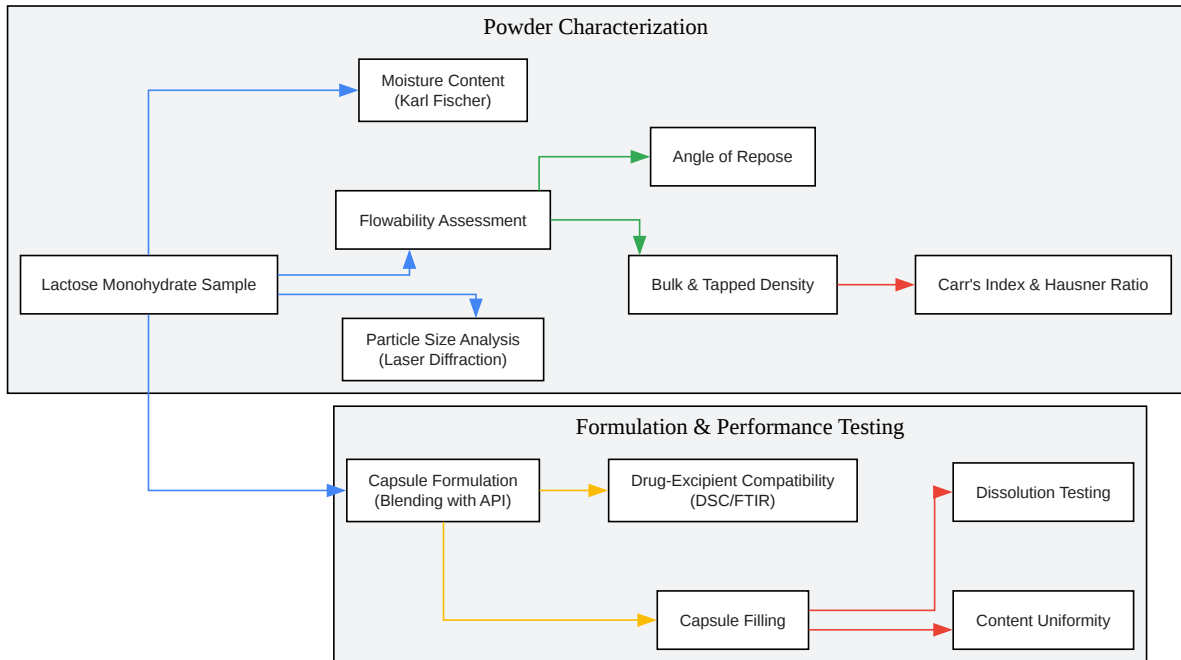 Powder Characterization
Moisture Content
(Karl Fischer)
Angle of Repose
Flowability Assessment
Lactose Monohydrate Sample
Bulk & Tapped Density
Carr's Index & Hausner Ratio
Particle Size Analysis
(Laser Diffraction)
Formulation & Performance Testing
Capsule Formulation
(Blending with API)
Drug-Excipient Compatibility
(DSC/FTIR)
Dissolution Testing
Capsule Filling
Content Uniformity